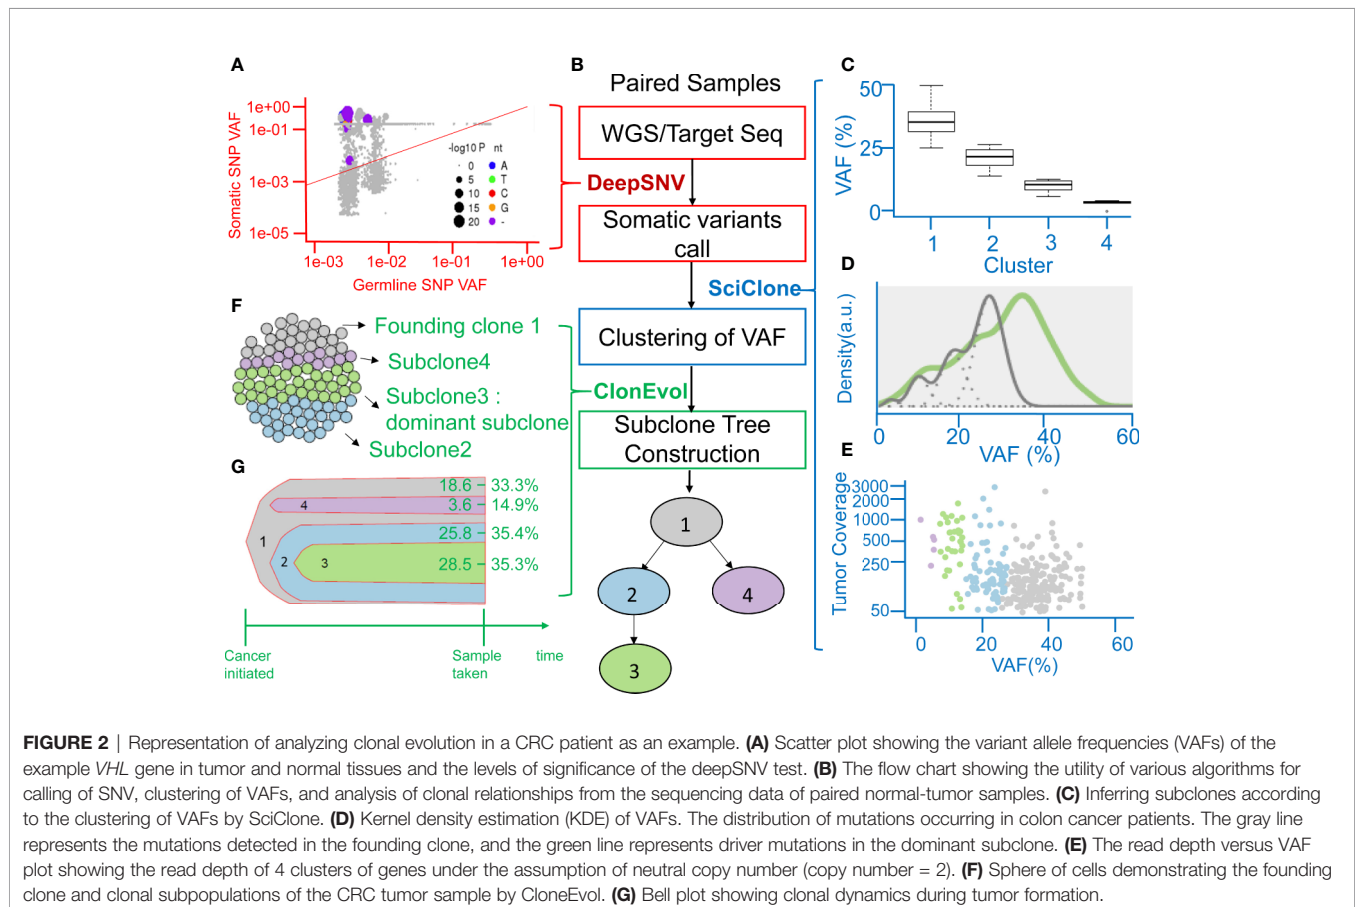 A
Somatic SNP VAF
1e+00
1e-01
1e-03
1e-05
-log10 P nt
0 A
5 T
10 C
15 G
20 -
1e-03 1e-02 1e-01 1e+00
Germline SNP VAF
B
Paired Samples
WGS/Target Seq
DeepSNV
Somatic variants
call
SciClone
Clustering of VAF
ClonEvol
Subclone Tree
Construction
1
2 4
3
C
VAF (%)
50
25
0
1 2 3 4
Cluster
D
Density(a.u.)
0 20 40 60
VAF (%)
E
Tumor Coverage
3000
2000
1000
500
250
50
0 20 40 60
VAF(%)
F
Founding clone 1
Subclone4
Subclone3 :
dominant subclone
Subclone2
G
18.6 33.3%
4 3.6 14.9%
1 25.8 35.4%
2 3 28.5 35.3%
Cancer
initiated
Sample
taken
time
FIGURE 2 | Representation of analyzing clonal evolution in a CRC patient as an example. (A) Scatter plot showing the variant allele frequencies (VAFs) of the
example VHL gene in tumor and normal tissues and the levels of significance of the deepSNV test. (B) The flow chart showing the utility of various algorithms for
calling of SNV, clustering of VAFs, and analysis of clonal relationships from the sequencing data of paired normal-tumor samples. (C) Inferring subclones according
to the clustering of VAFs by SciClone. (D) Kernel density estimation (KDE) of VAFs. The distribution of mutations occurring in colon cancer patients. The gray line
represents the mutations detected in the founding clone, and the green line represents driver mutations in the dominant subclone. (E) The read depth versus VAF
plot showing the read depth of 4 clusters of genes under the assumption of neutral copy number (copy number = 2). (F) Sphere of cells demonstrating the founding
clone and clonal subpopulations of the CRC tumor sample by CloneEvol. (G) Bell plot showing clonal dynamics during tumor formation.